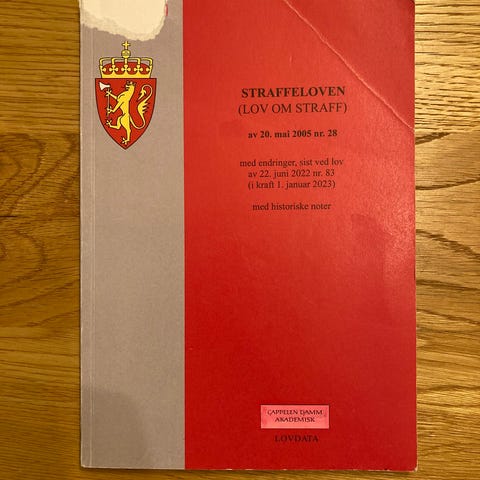 STRAFFELOVEN
(LOV OM STRAFF)
av 20. mai 2005 nr. 28
med endringer, sist ved lov
av 22. juni 2022 nr. 83
(i kraft 1. januar 2023)
med historiske noter
CAPPELEN DAMM
AKADEMISK
LOVDATA